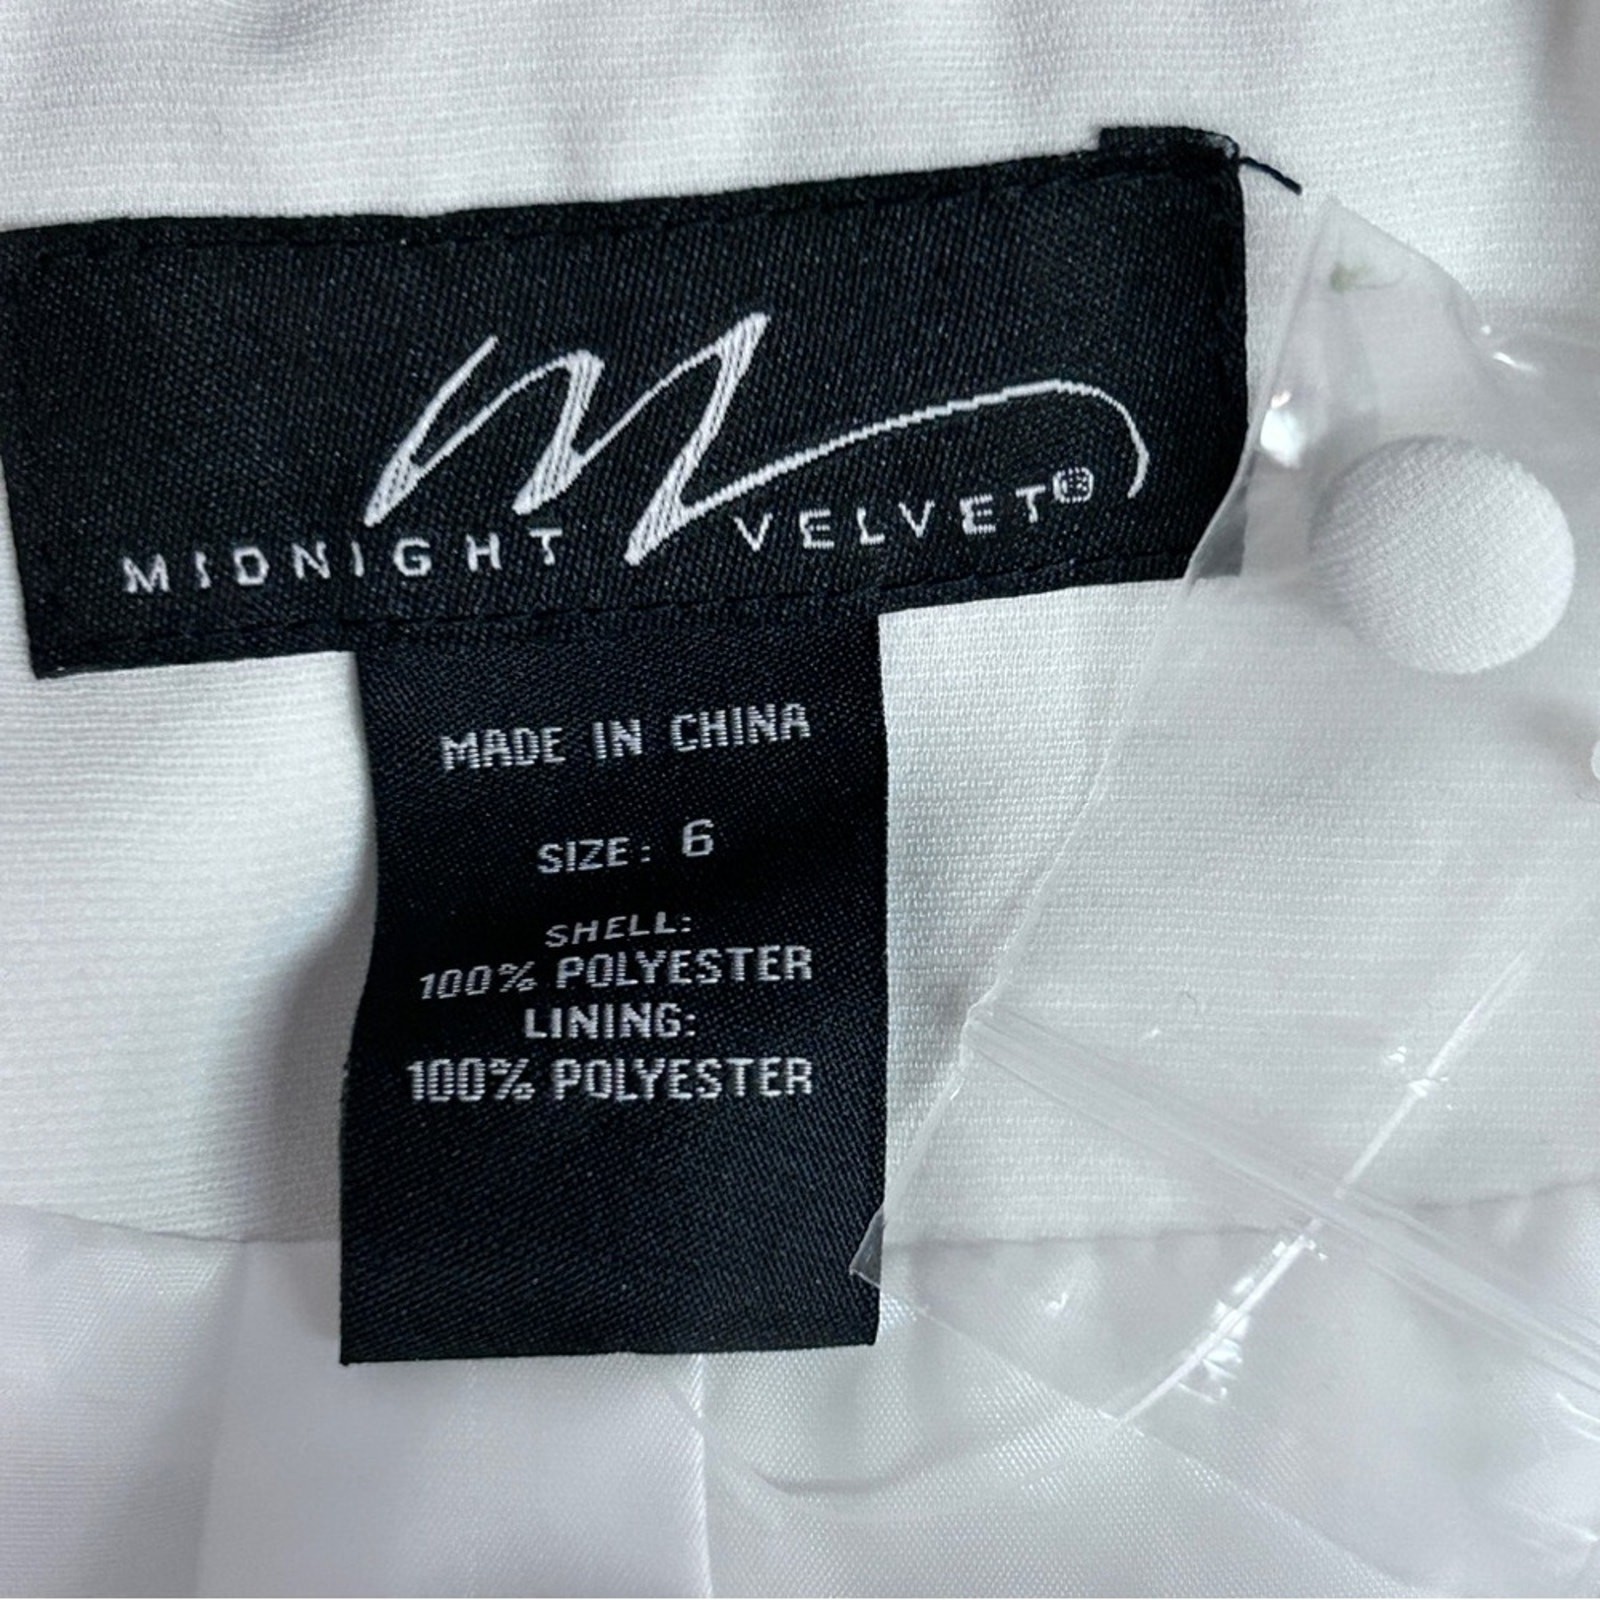 MIDNIGHT VELVET®
MADE IN CHINA
SIZE: 6
SHELL:
100% POLYESTER
LINING:
100% POLYESTER